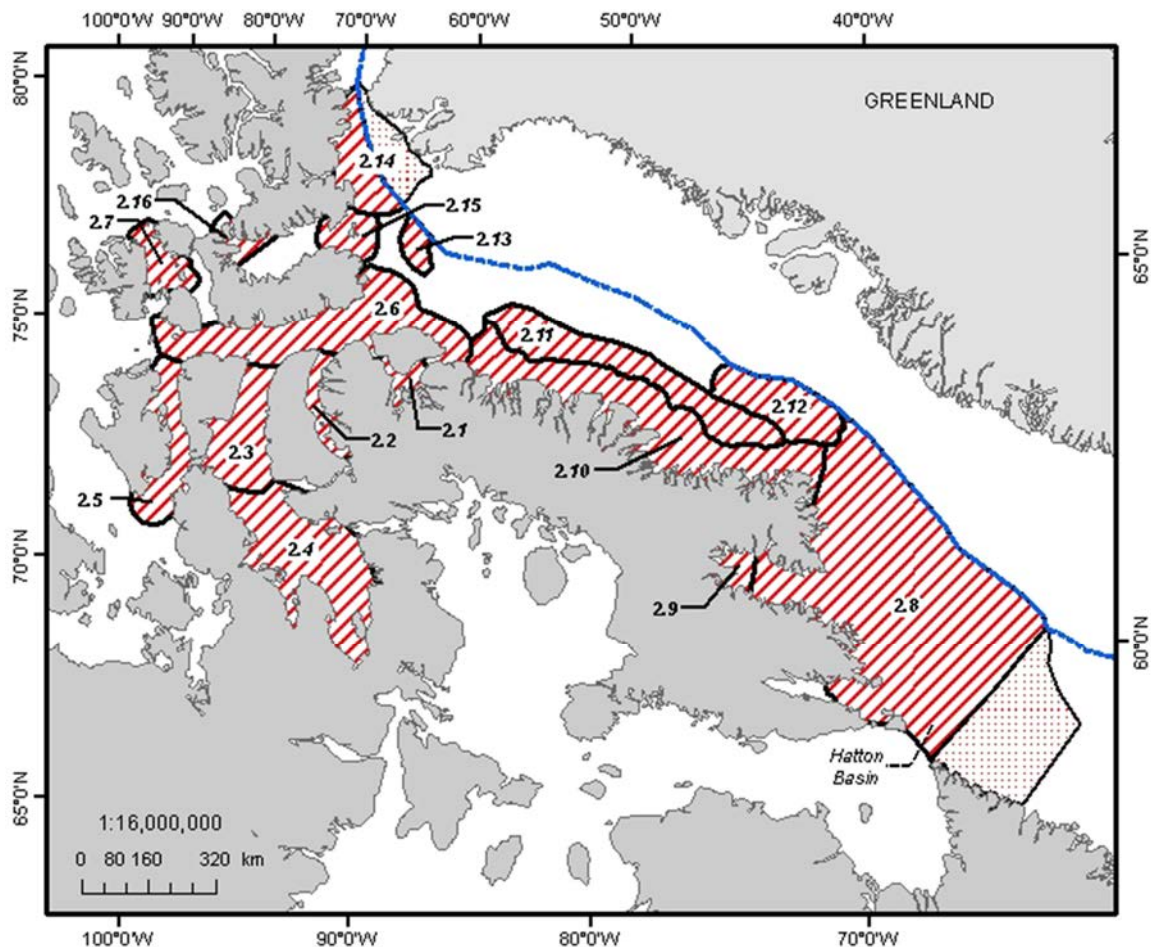 100°0'W 90°0'W 80°0'W 70°0'W 60°0'W 50°0'W 40°0'W
80°0'N
GREENLAND
2.14
2.16
2.7
2.15
2.13
65°0'N
75°0'N
2.6
2.11
2.12
2.1
2.2
2.3
2.10
2.5
70°0'N
2.4
2.9
2.8
60°0'N
Hatton
Basin
65°0'N
1:16,000,000
0 80 160 320 km
100°0'W 90°0'W 80°0'W 70°0'W